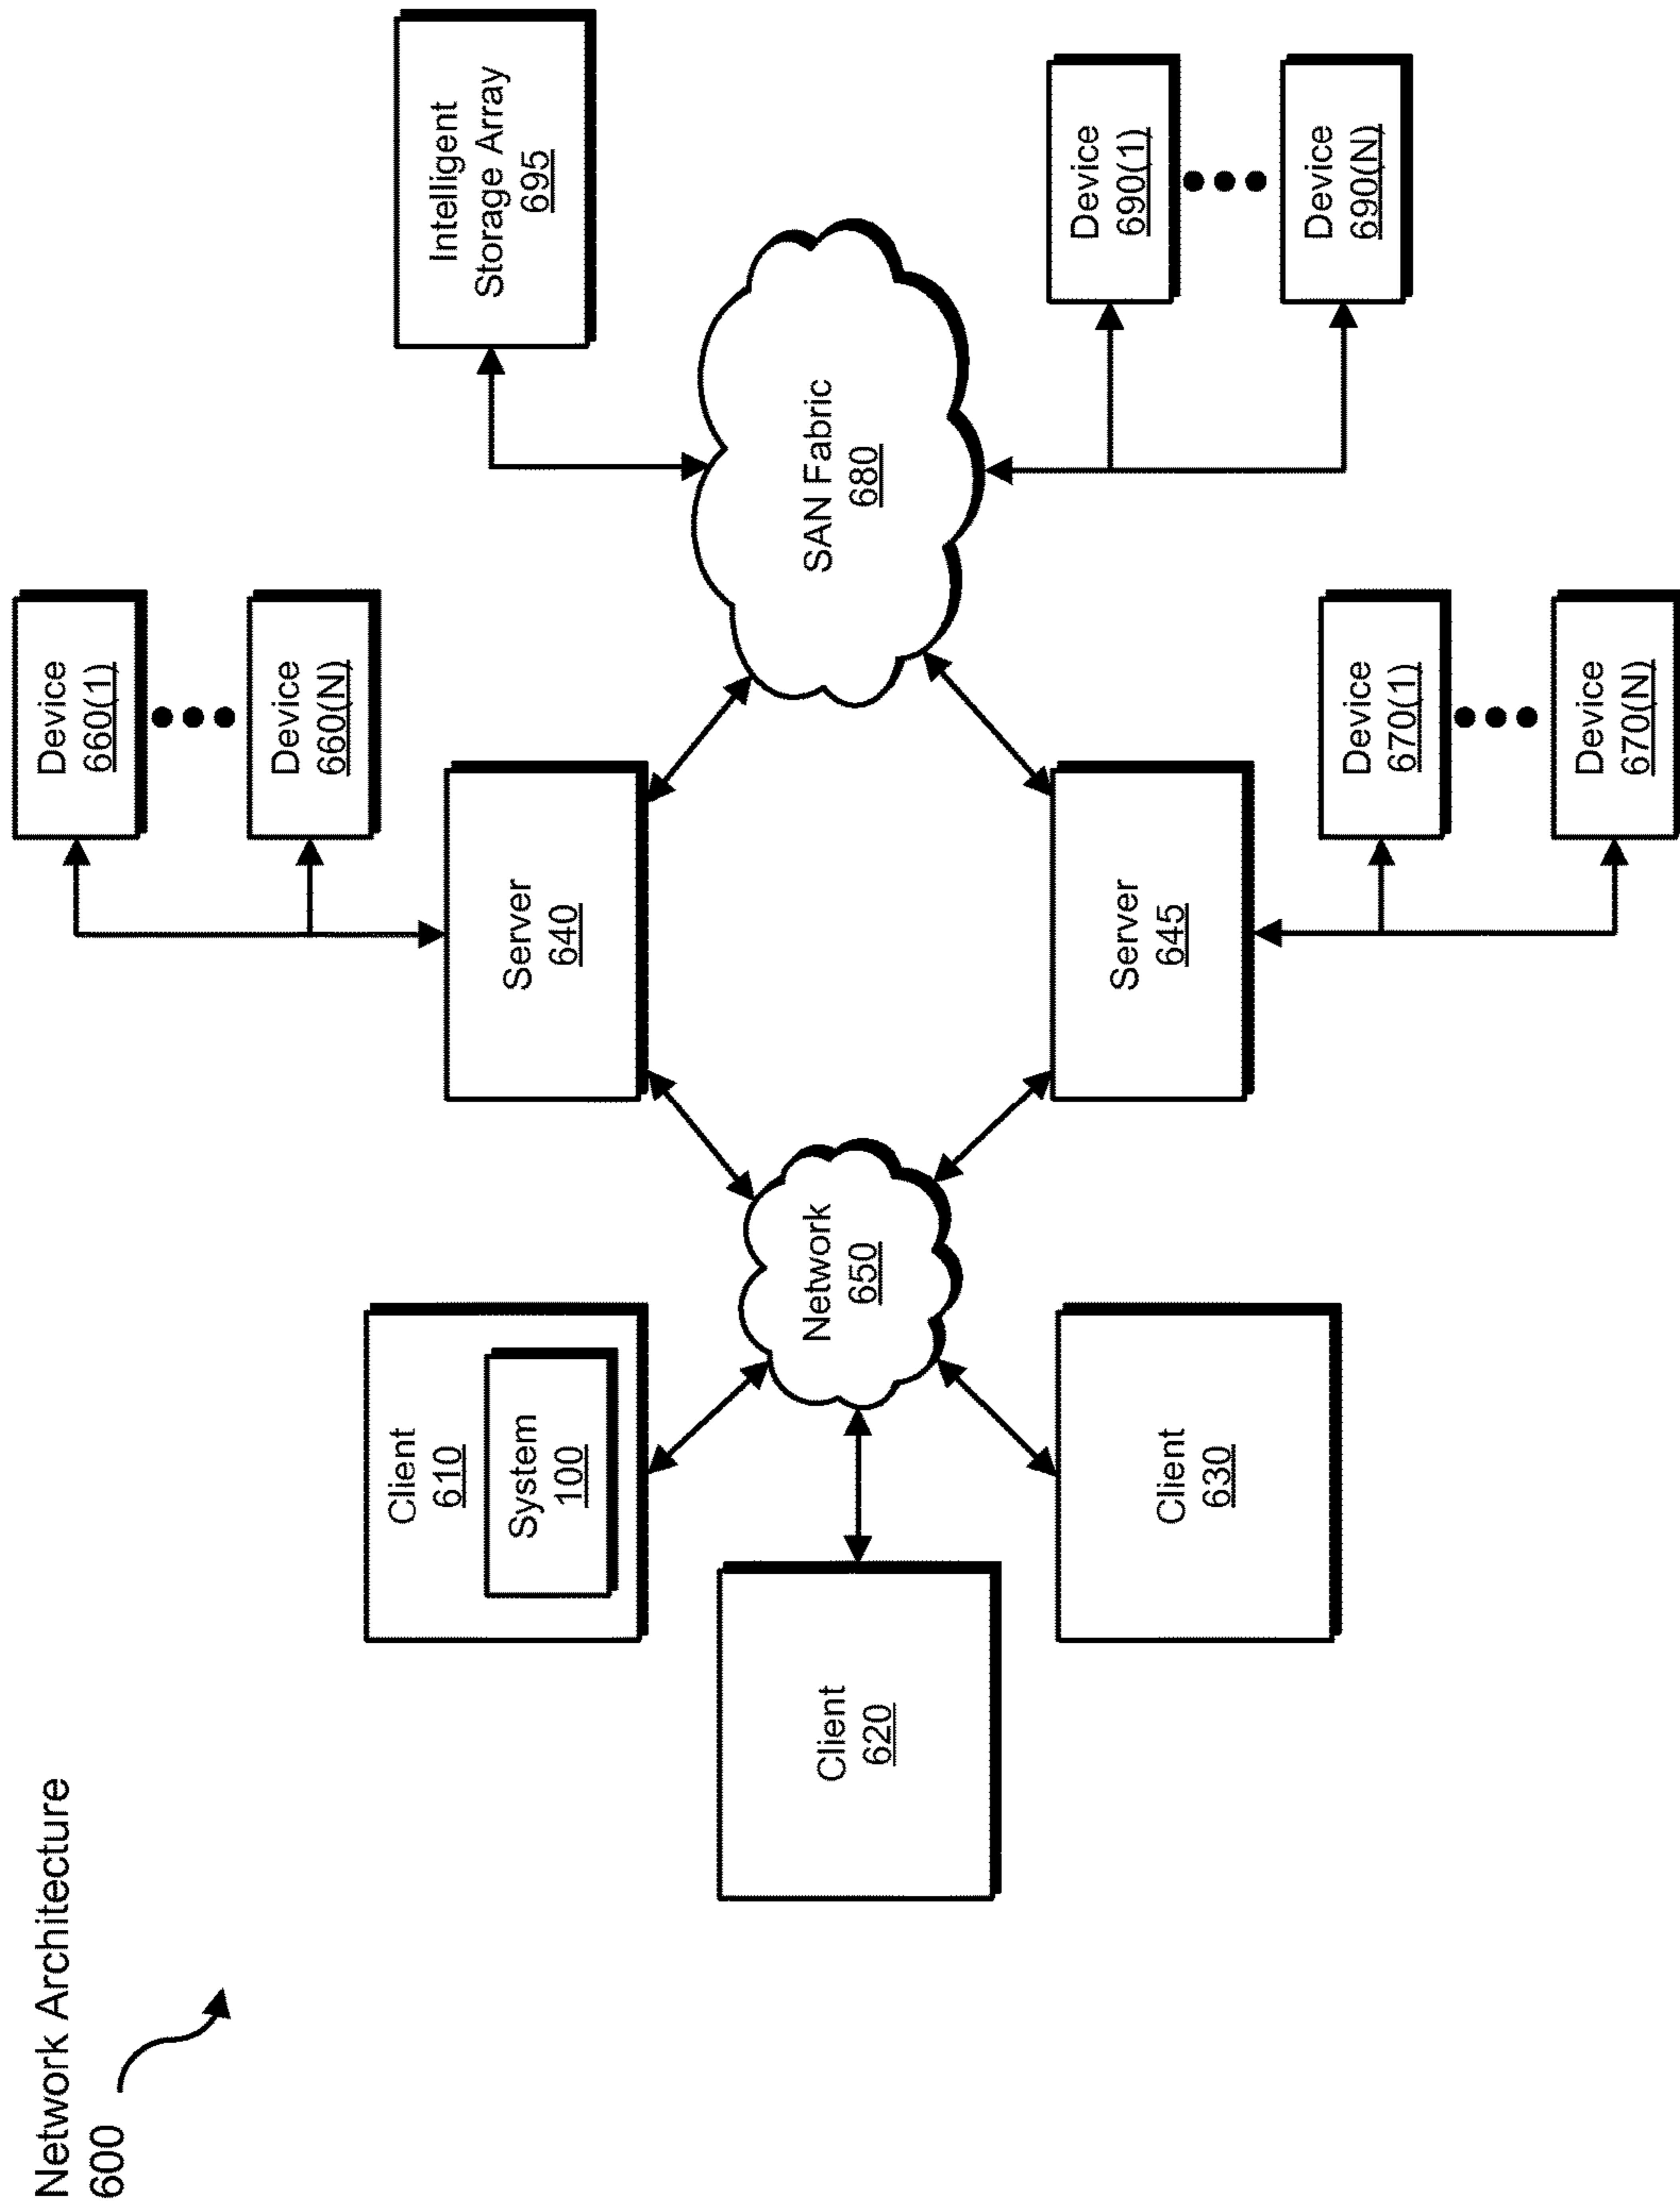 Network Architecture
600
Client
610
System
100
Client
620
Client
630
Network
650
Device
660(1)
Device
660(N)
Server
640
Server
645
Device
670(1)
Device
670(N)
SAN Fabric
680
Intelligent
Storage Array
695
Device
690(1)
Device
690(N)